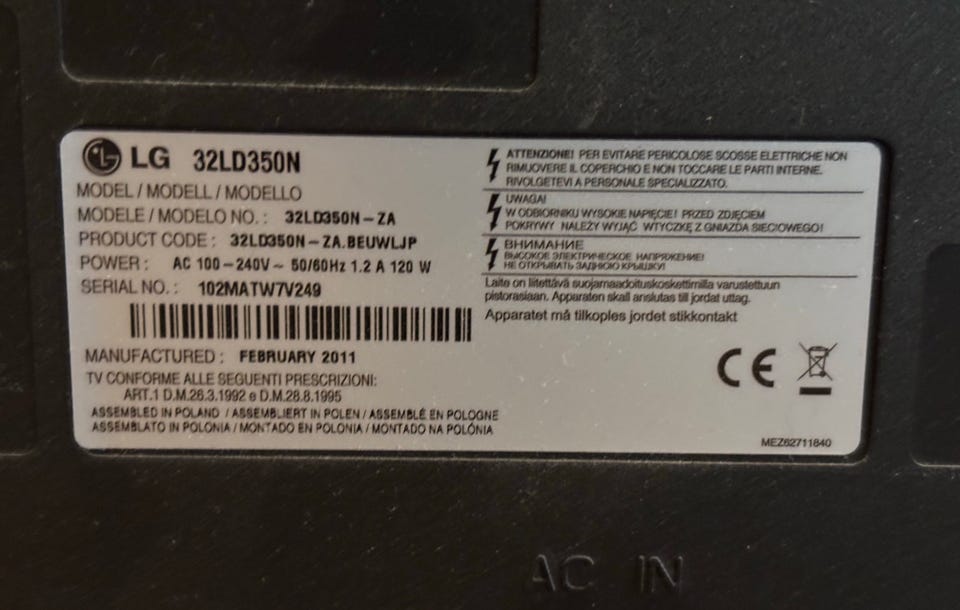 LG 32LD350N
MODEL / MODELL / MODELLO
MODELE / MODELO NO. : 32LD350N-ZA
PRODUCT CODE : 32LD350N-ZA.BEUWLJP
POWER : AC 100-240V~ 50/60Hz 1.2 A 120 W
SERIAL NO. : 102MATW7V249
MANUFACTURED : FEBRUARY 2011
TV CONFORME ALLE SEGUENTI PRESCRIZIONI:
ART.1 D.M.26.3.1992 e D.M.28.8.1995
ASSEMBLED IN POLAND / ASSEMBLIERT IN POLEN / ASSEMBLÉ EN POLOGNE
ASSEMBLATO IN POLONIA / MONTADO EN POLONIA / MONTADO NA POLÓNIA
ATTENZIONE! PER EVITARE PERICOLOSE SCOSSE ELETTRICHE NON
RIMUOVERE IL COPERCHIO E NON TOCCARE LE PARTI INTERNE.
RIVOLGETEVI A PERSONALE SPECIALIZZATO.
UWAGA!
W ODBIORNIKU WYSOKIE NAPIĘCIE! PRZED ZDJĘCIEM
POKRYWY NALEŻY WYJĄĆ WTYCZKĘ Z GNIAZDA SIECIOWEGO!
ВНИМАНИЕ
ВЫСОКОЕ ЭЛЕКТРИЧЕСКОЕ НАПРЯЖЕНИЕ!
НЕ ОТКРЫВАТЬ ЗАДНЮЮ КРЫШКУ!
Laite on liitettävä suojamaadoituskoskettimilla varustettuun
pistorasiaan. Apparaten skall anslutas till jordat uttag.
Apparatet må tilkoples jordet stikkontakt
CE
MEZ62711840
AC IN